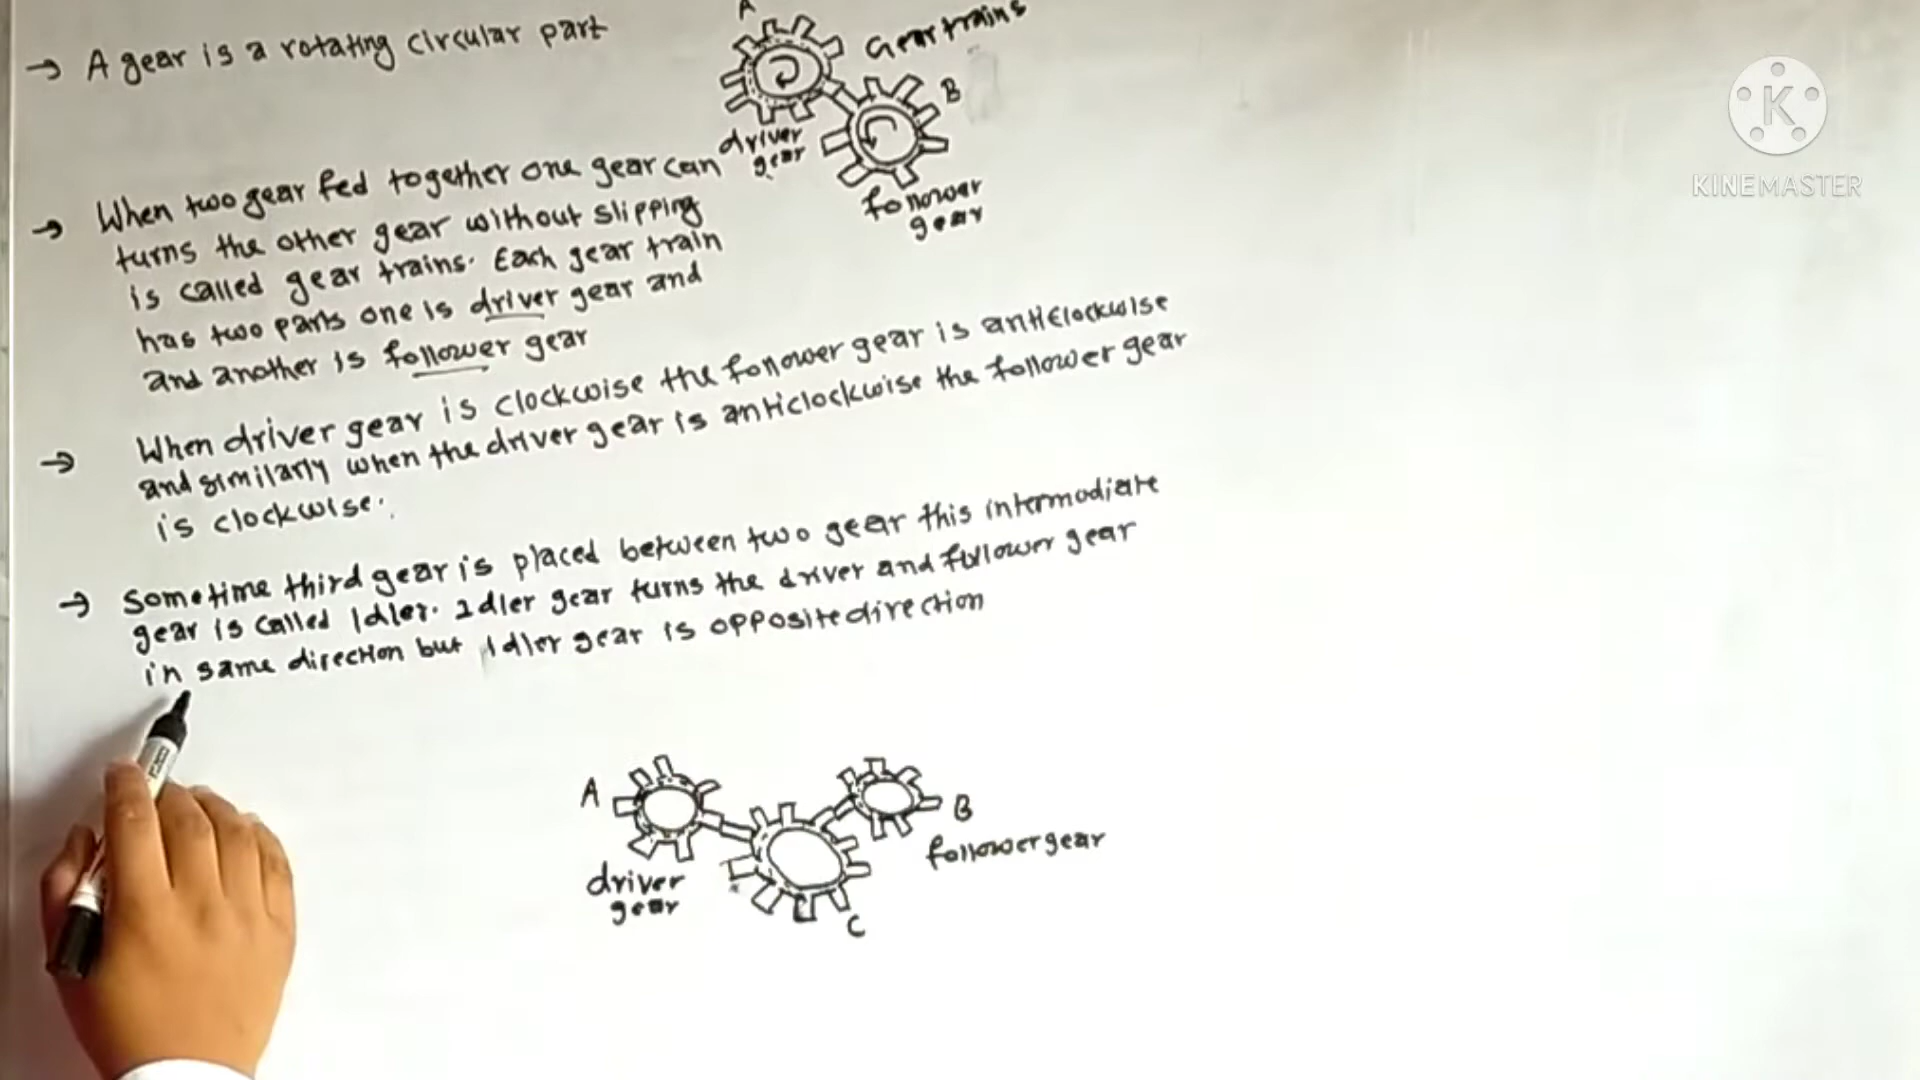 → A gear is a rotating circular part
A
Gear trains
B
driver
gear
follower
gear
→ When two gear fed together one gear can
turns the other gear without slipping
is called gear trains. Each gear train
has two parts one is driver gear and
and another is follower gear
→ When driver gear is clockwise the follower gear is anticlockwise
and similarly when the driver gear is anticlockwise the follower gear
is clockwise.
→ Sometime third gear is placed between two gear this intermodiate
gear is called Idler. Idler gear turns the driver and follower gear
in same direction but Idler gear is opposite direction
A
B
driver
gear
follower gear
C
K
KINEMASTER